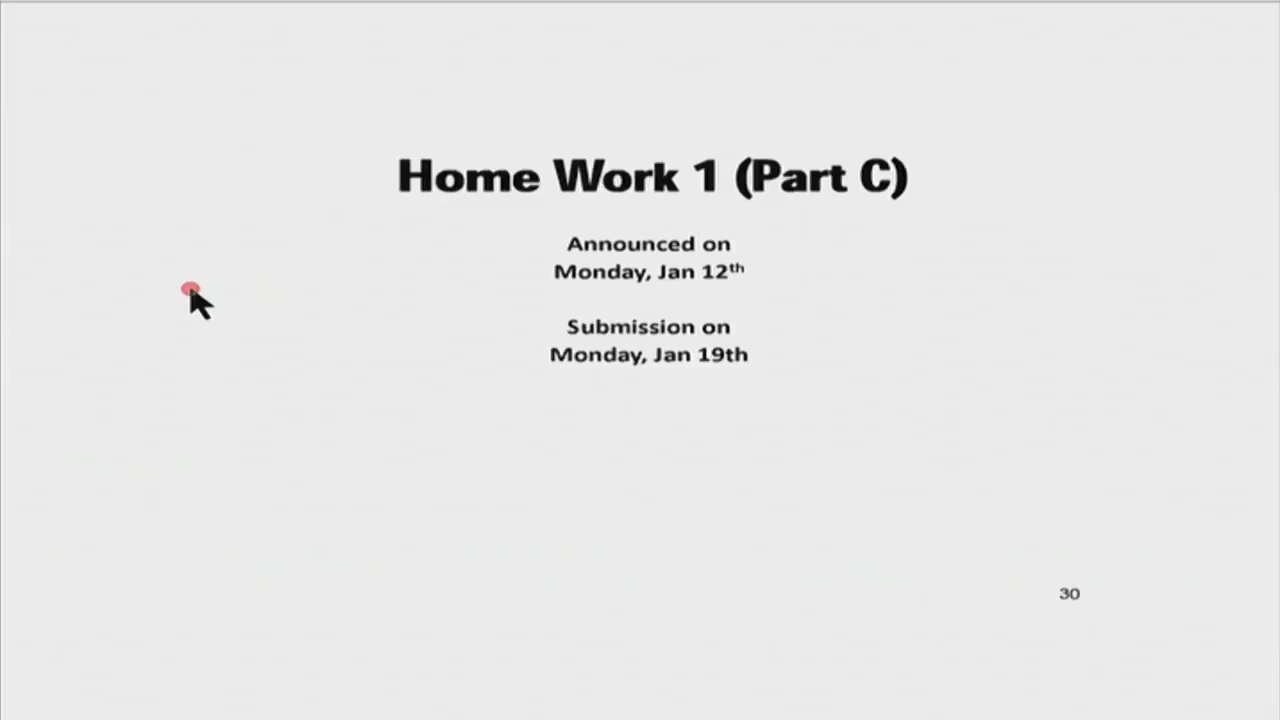 Home Work 1 (Part C)
Announced on
Monday, Jan 12th
Submission on
Monday, Jan 19th
30